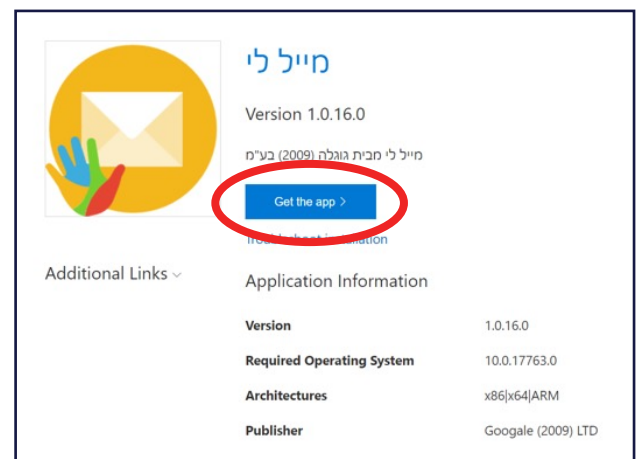 מייל לי
Version 1.0.16.0
מייל לי מבית גוגלה (2009) בע"מ
Get the app >
Troubleshoot installation
Additional Links
Application Information
Version 1.0.16.0
Required Operating System 10.0.17763.0
Architectures x86|x64|ARM
Publisher Googale (2009) LTD